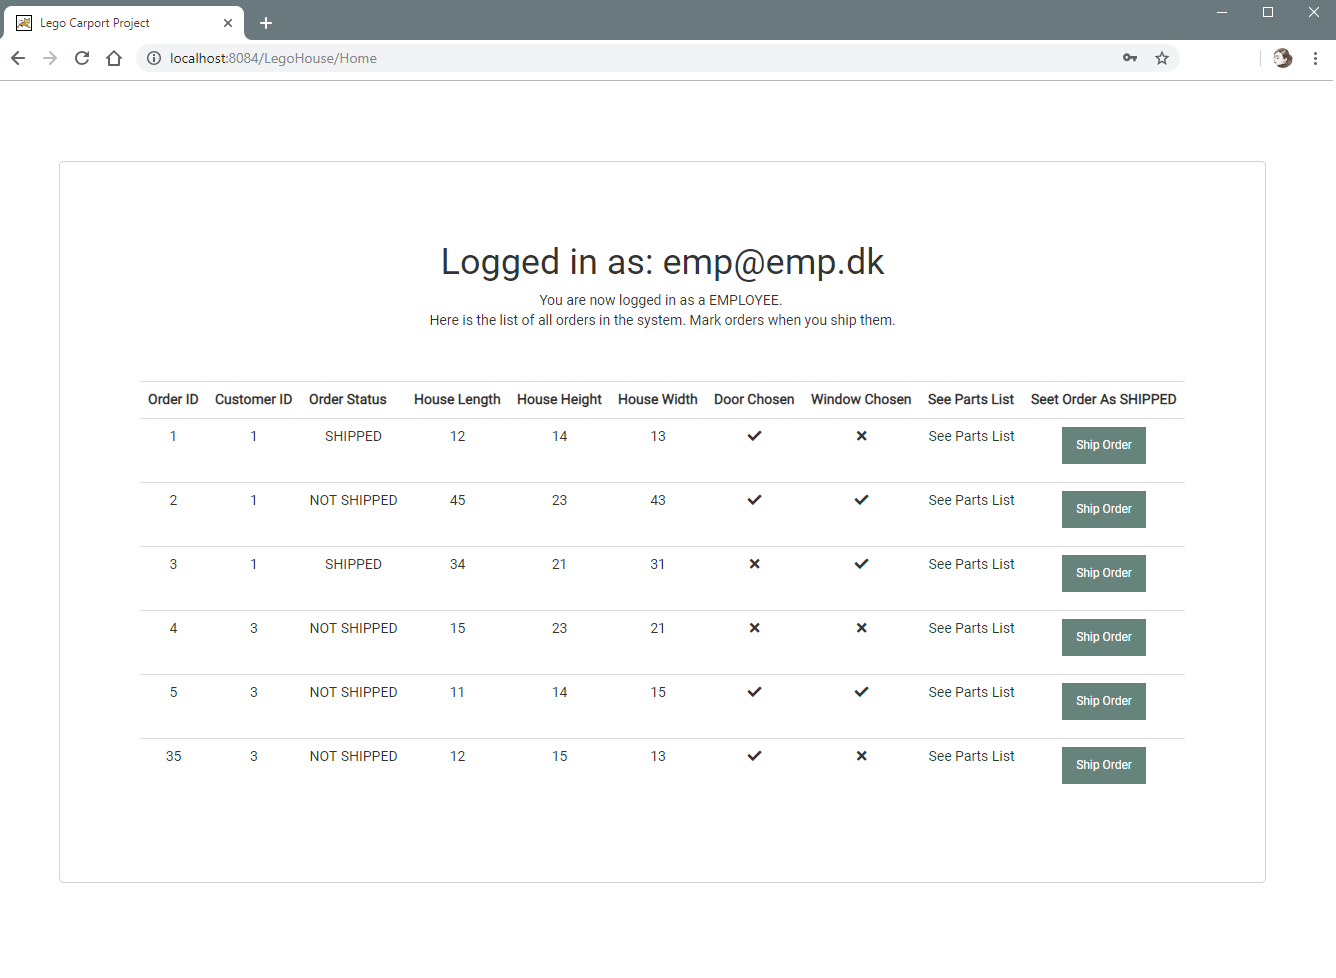 Lego Carport Project
localhost:8084/LegoHouse/Home
Logged in as: emp@emp.dk
You are now logged in as a EMPLOYEE.
Here is the list of all orders in the system. Mark orders when you ship them.
Order ID Customer ID Order Status House Length House Height House Width Door Chosen Window Chosen See Parts List Seet Order As SHIPPED
1 1 SHIPPED 12 14 13 ✔ ✖ See Parts List Ship Order
2 1 NOT SHIPPED 45 23 43 ✔ ✔ See Parts List Ship Order
3 1 SHIPPED 34 21 31 ✖ ✔ See Parts List Ship Order
4 3 NOT SHIPPED 15 23 21 ✖ ✖ See Parts List Ship Order
5 3 NOT SHIPPED 11 14 15 ✔ ✔ See Parts List Ship Order
35 3 NOT SHIPPED 12 15 13 ✔ ✖ See Parts List Ship Order